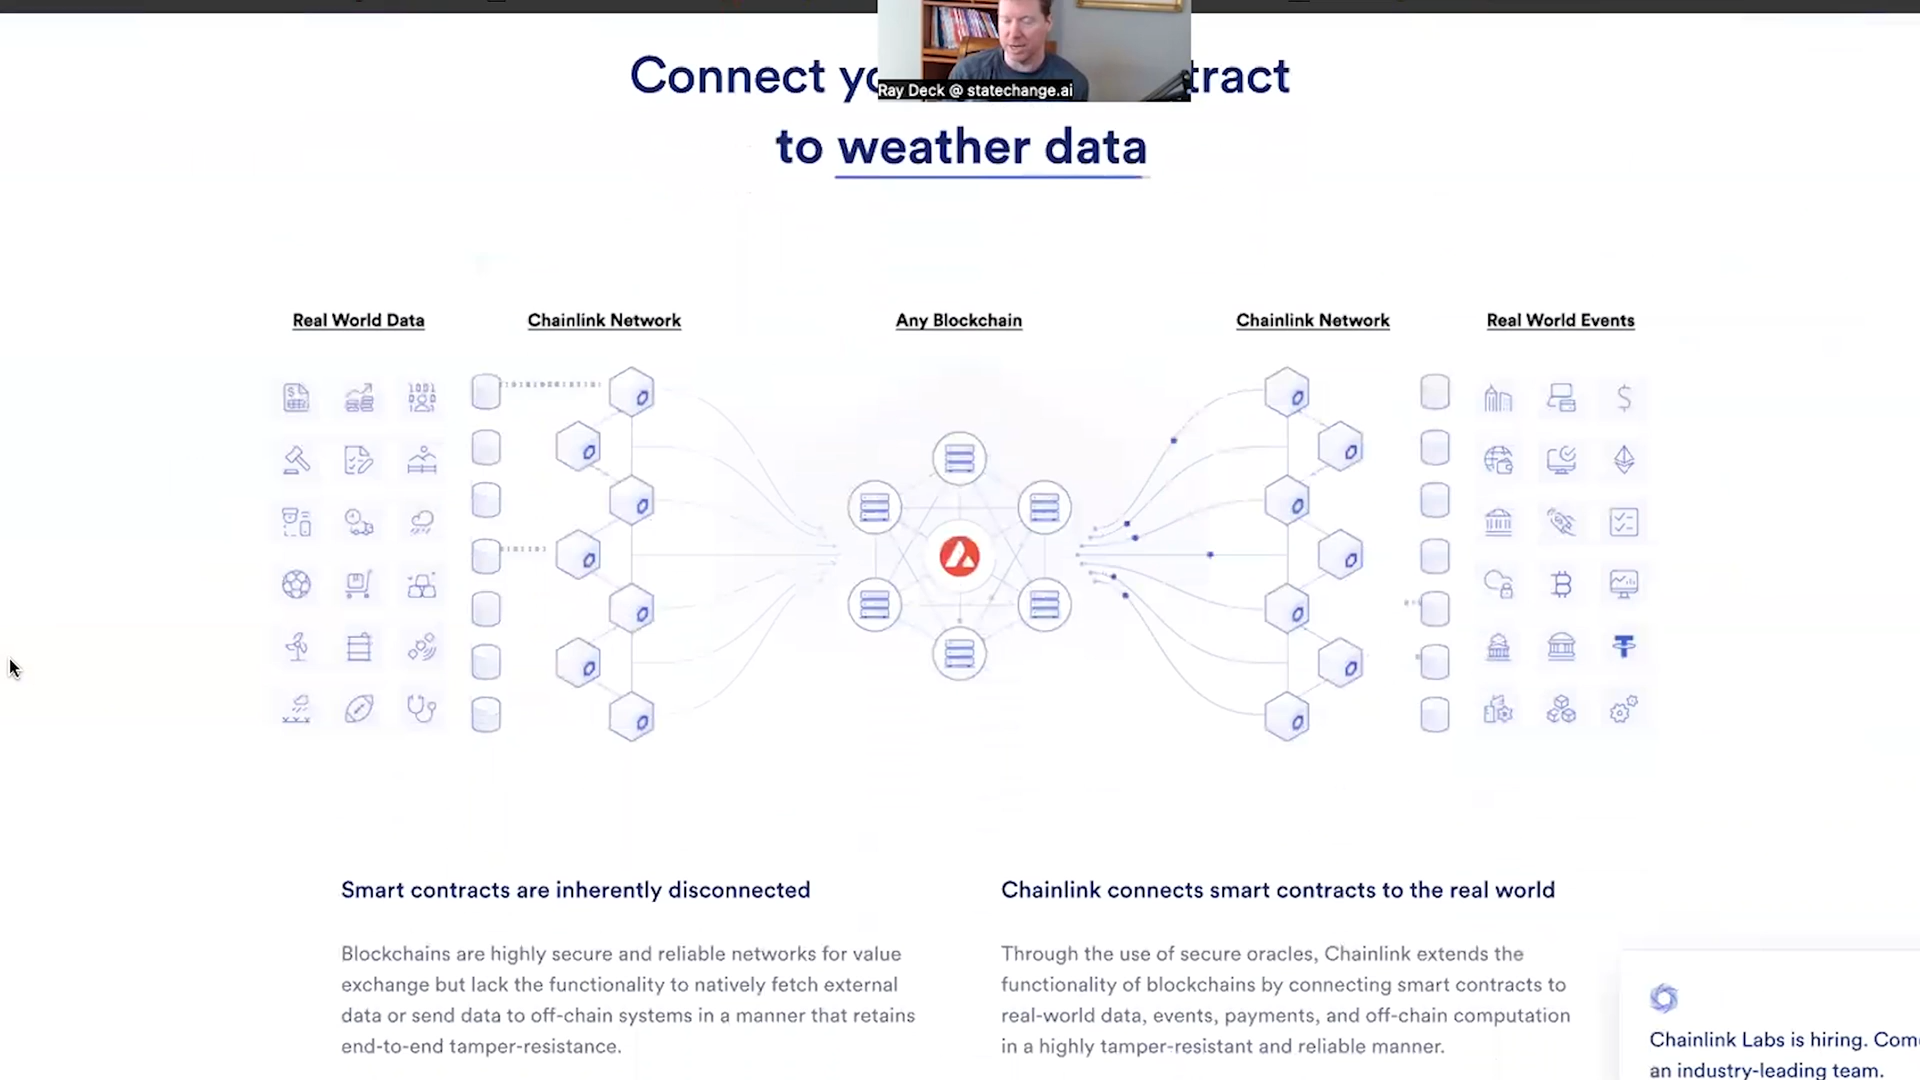 Connect yo tract
Ray Deck @ statechange.ai
to weather data
Real World Data
Chainlink Network
Any Blockchain
Chainlink Network
Real World Events
Smart contracts are inherently disconnected
Blockchains are highly secure and reliable networks for value
exchange but lack the functionality to natively fetch external
data or send data to off-chain systems in a manner that retains
end-to-end tamper-resistance.
Chainlink connects smart contracts to the real world
Through the use of secure oracles, Chainlink extends the
functionality of blockchains by connecting smart contracts to
real-world data, events, payments, and off-chain computation
in a highly tamper-resistant and reliable manner.
Chainlink Labs is hiring. Com
an industry-leading team.